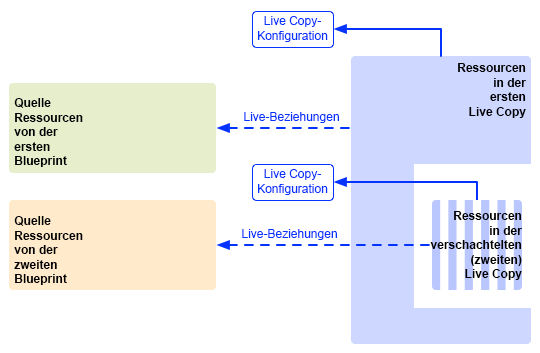 Live Copy-
Konfiguration
Ressourcen
in der
ersten
Live Copy
Quelle
Ressourcen
von der
ersten
Blueprint
Live-Beziehungen
Live Copy-
Konfiguration
Quelle
Ressourcen
von der
zweiten
Blueprint
Live-Beziehungen
Ressourcen
in der
verschachtelten
(zweiten)
Live Copy